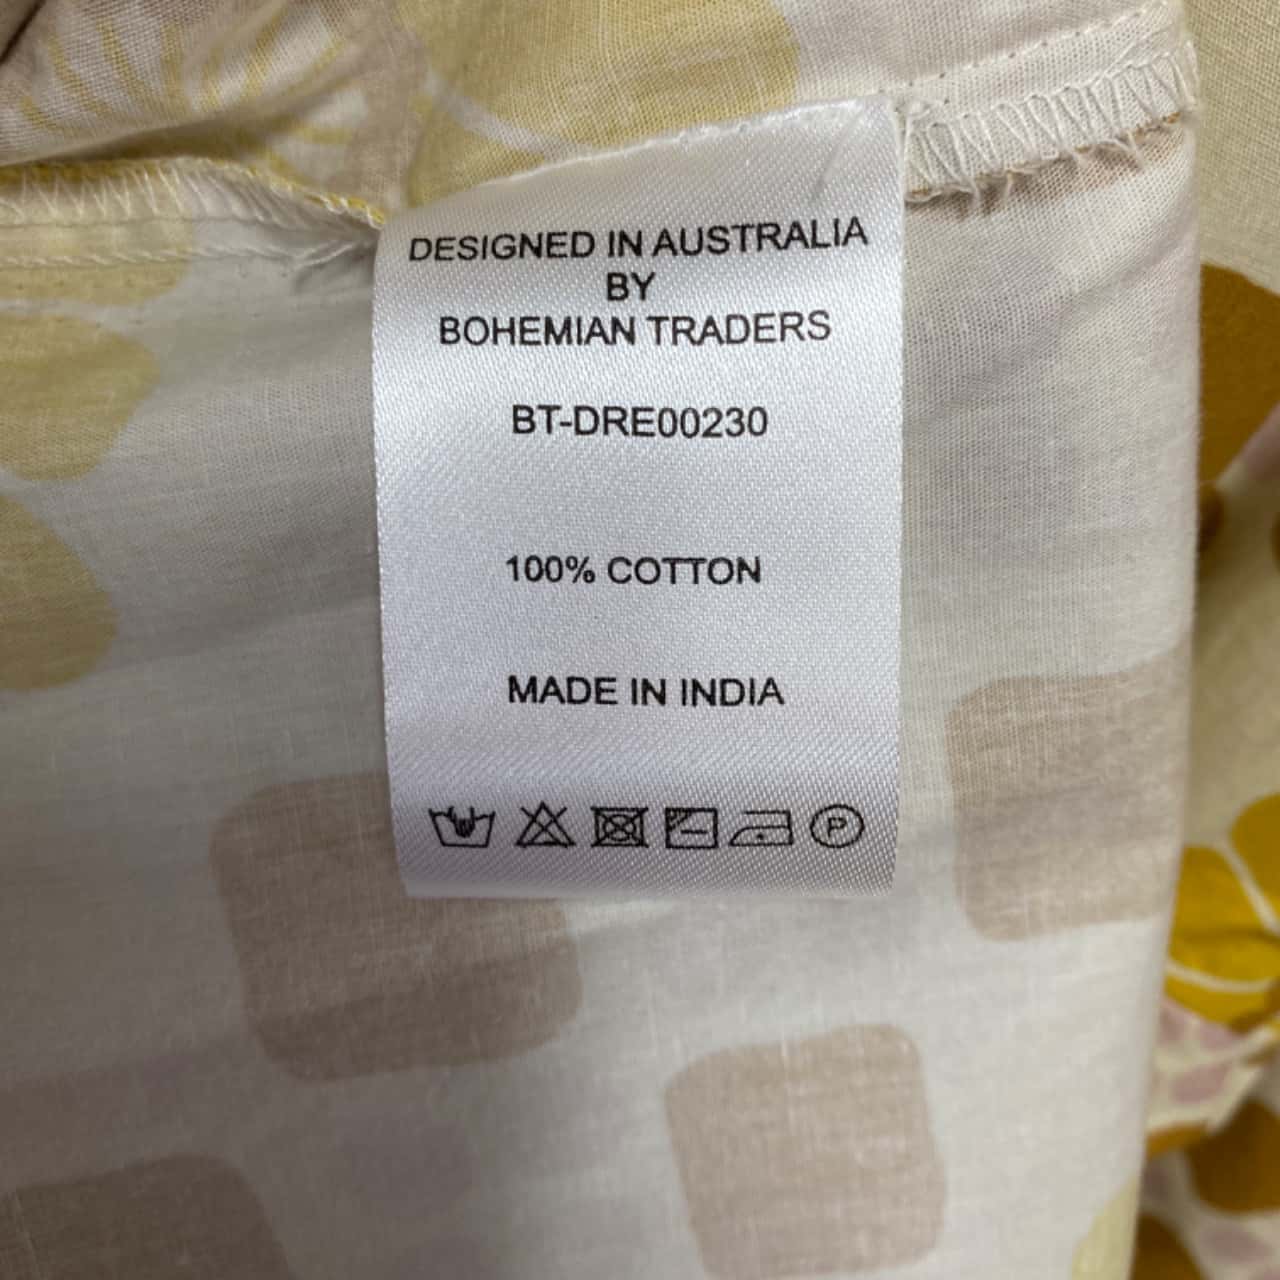 DESIGNED IN AUSTRALIA
BY
BOHEMIAN TRADERS
BT-DRE00230
100% COTTON
MADE IN INDIA
P